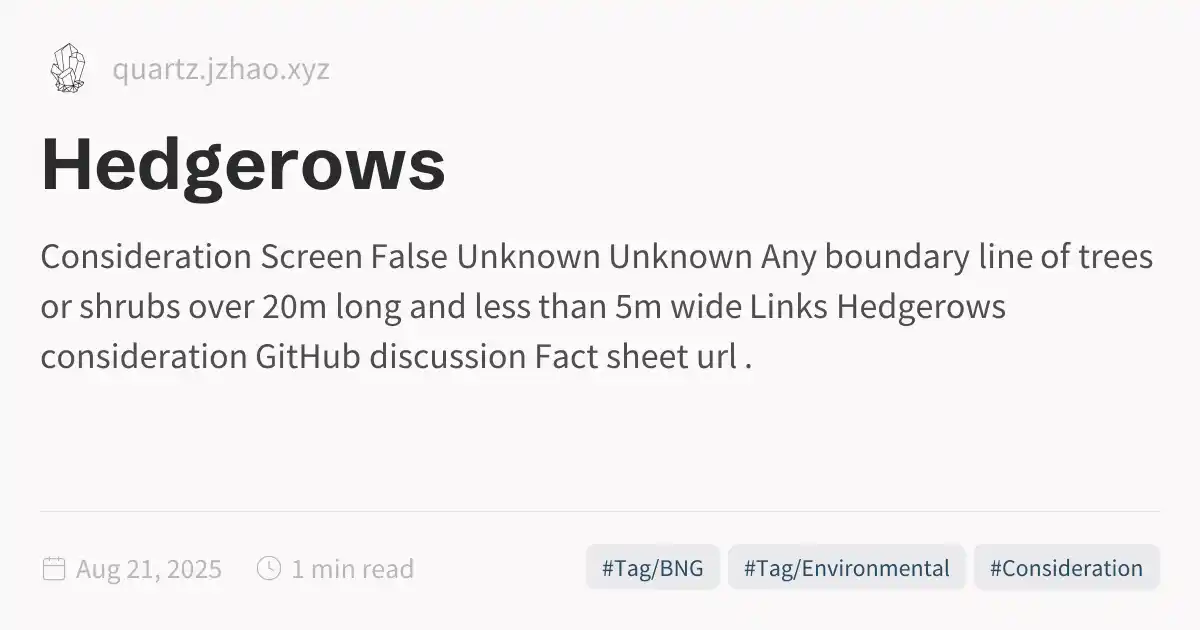 quartz.jzhao.xyz
Hedgerows
Consideration Screen False Unknown Unknown Any boundary line of trees
or shrubs over 20m long and less than 5m wide Links Hedgerows
consideration GitHub discussion Fact sheet url .
Aug 21, 2025 1 min read #Tag/BNG #Tag/Environmental #Consideration